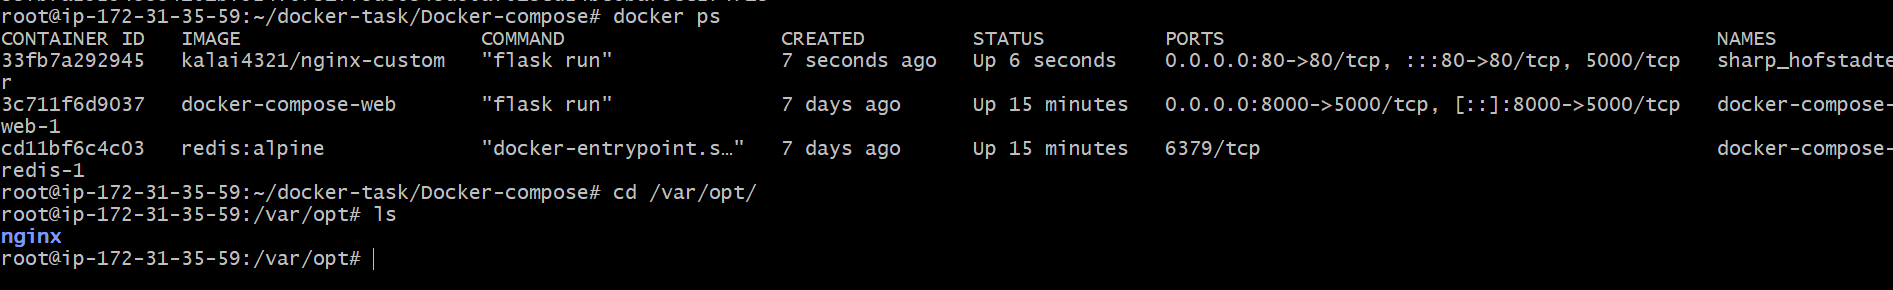 root@ip-172-31-35-59:~/docker-task/Docker-compose# docker ps
CONTAINER ID   IMAGE                    COMMAND                  CREATED         STATUS          PORTS                                         NAMES
33fb7a292945   kalai4321/nginx-custom   "flask run"              7 seconds ago   Up 6 seconds    0.0.0.0:80->80/tcp, :::80->80/tcp, 5000/tcp   sharp_hofstadte
r
3c711f6d9037   docker-compose-web       "flask run"              7 days ago      Up 15 minutes   0.0.0.0:8000->5000/tcp, [::]:8000->5000/tcp   docker-compose-
web-1
cd11bf6c4c03   redis:alpine             "docker-entrypoint.s…"   7 days ago      Up 15 minutes   6379/tcp                                      docker-compose-
redis-1
root@ip-172-31-35-59:~/docker-task/Docker-compose# cd /var/opt/
root@ip-172-31-35-59:/var/opt# ls
nginx
root@ip-172-31-35-59:/var/opt#